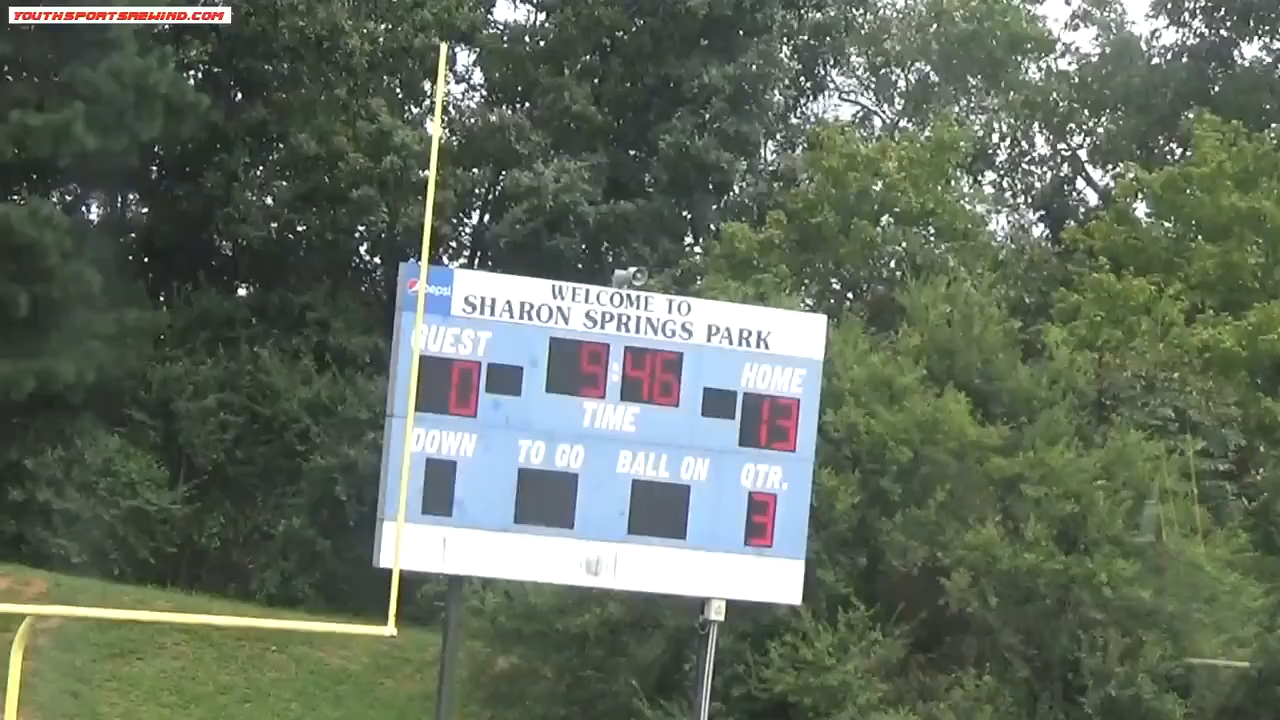 YOUTHSPORTSREWIND.COM
pepsi
WELCOME TO
SHARON SPRINGS PARK
GUEST
0
9:46
TIME
HOME
13
DOWN
TO GO
BALL ON
QTR.
3